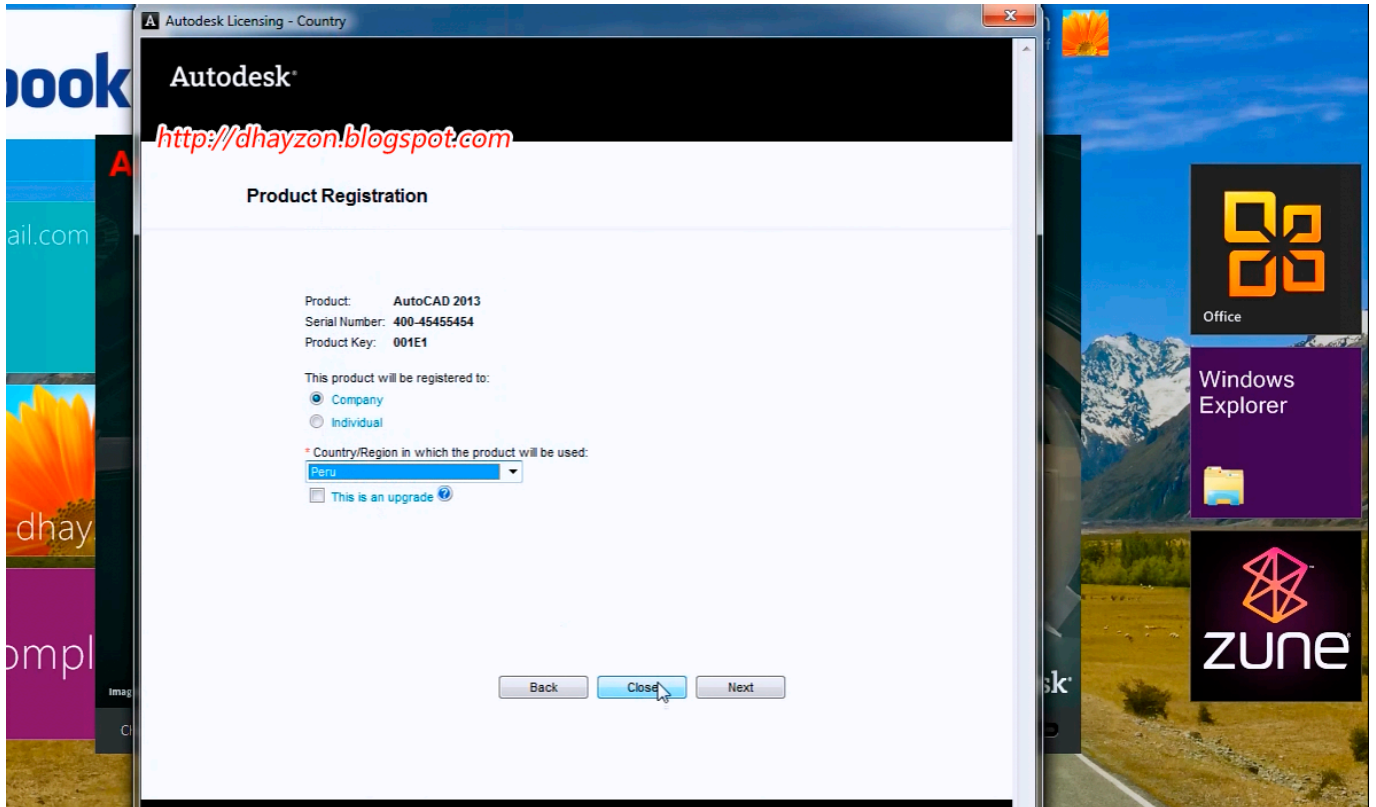 Autodesk Licensing - Country
Autodesk
http://dhayzon.blogspot.com
Product Registration
Product: AutoCAD 2013
Serial Number: 400-45455454
Product Key: 001E1
This product will be registered to:
Company
Individual
* Country/Region in which the product will be used:
Peru
This is an upgrade
Back
Close
Next
book
ail.com
dhay
ompl
Imag
sk
Office
Windows
Explorer
zune